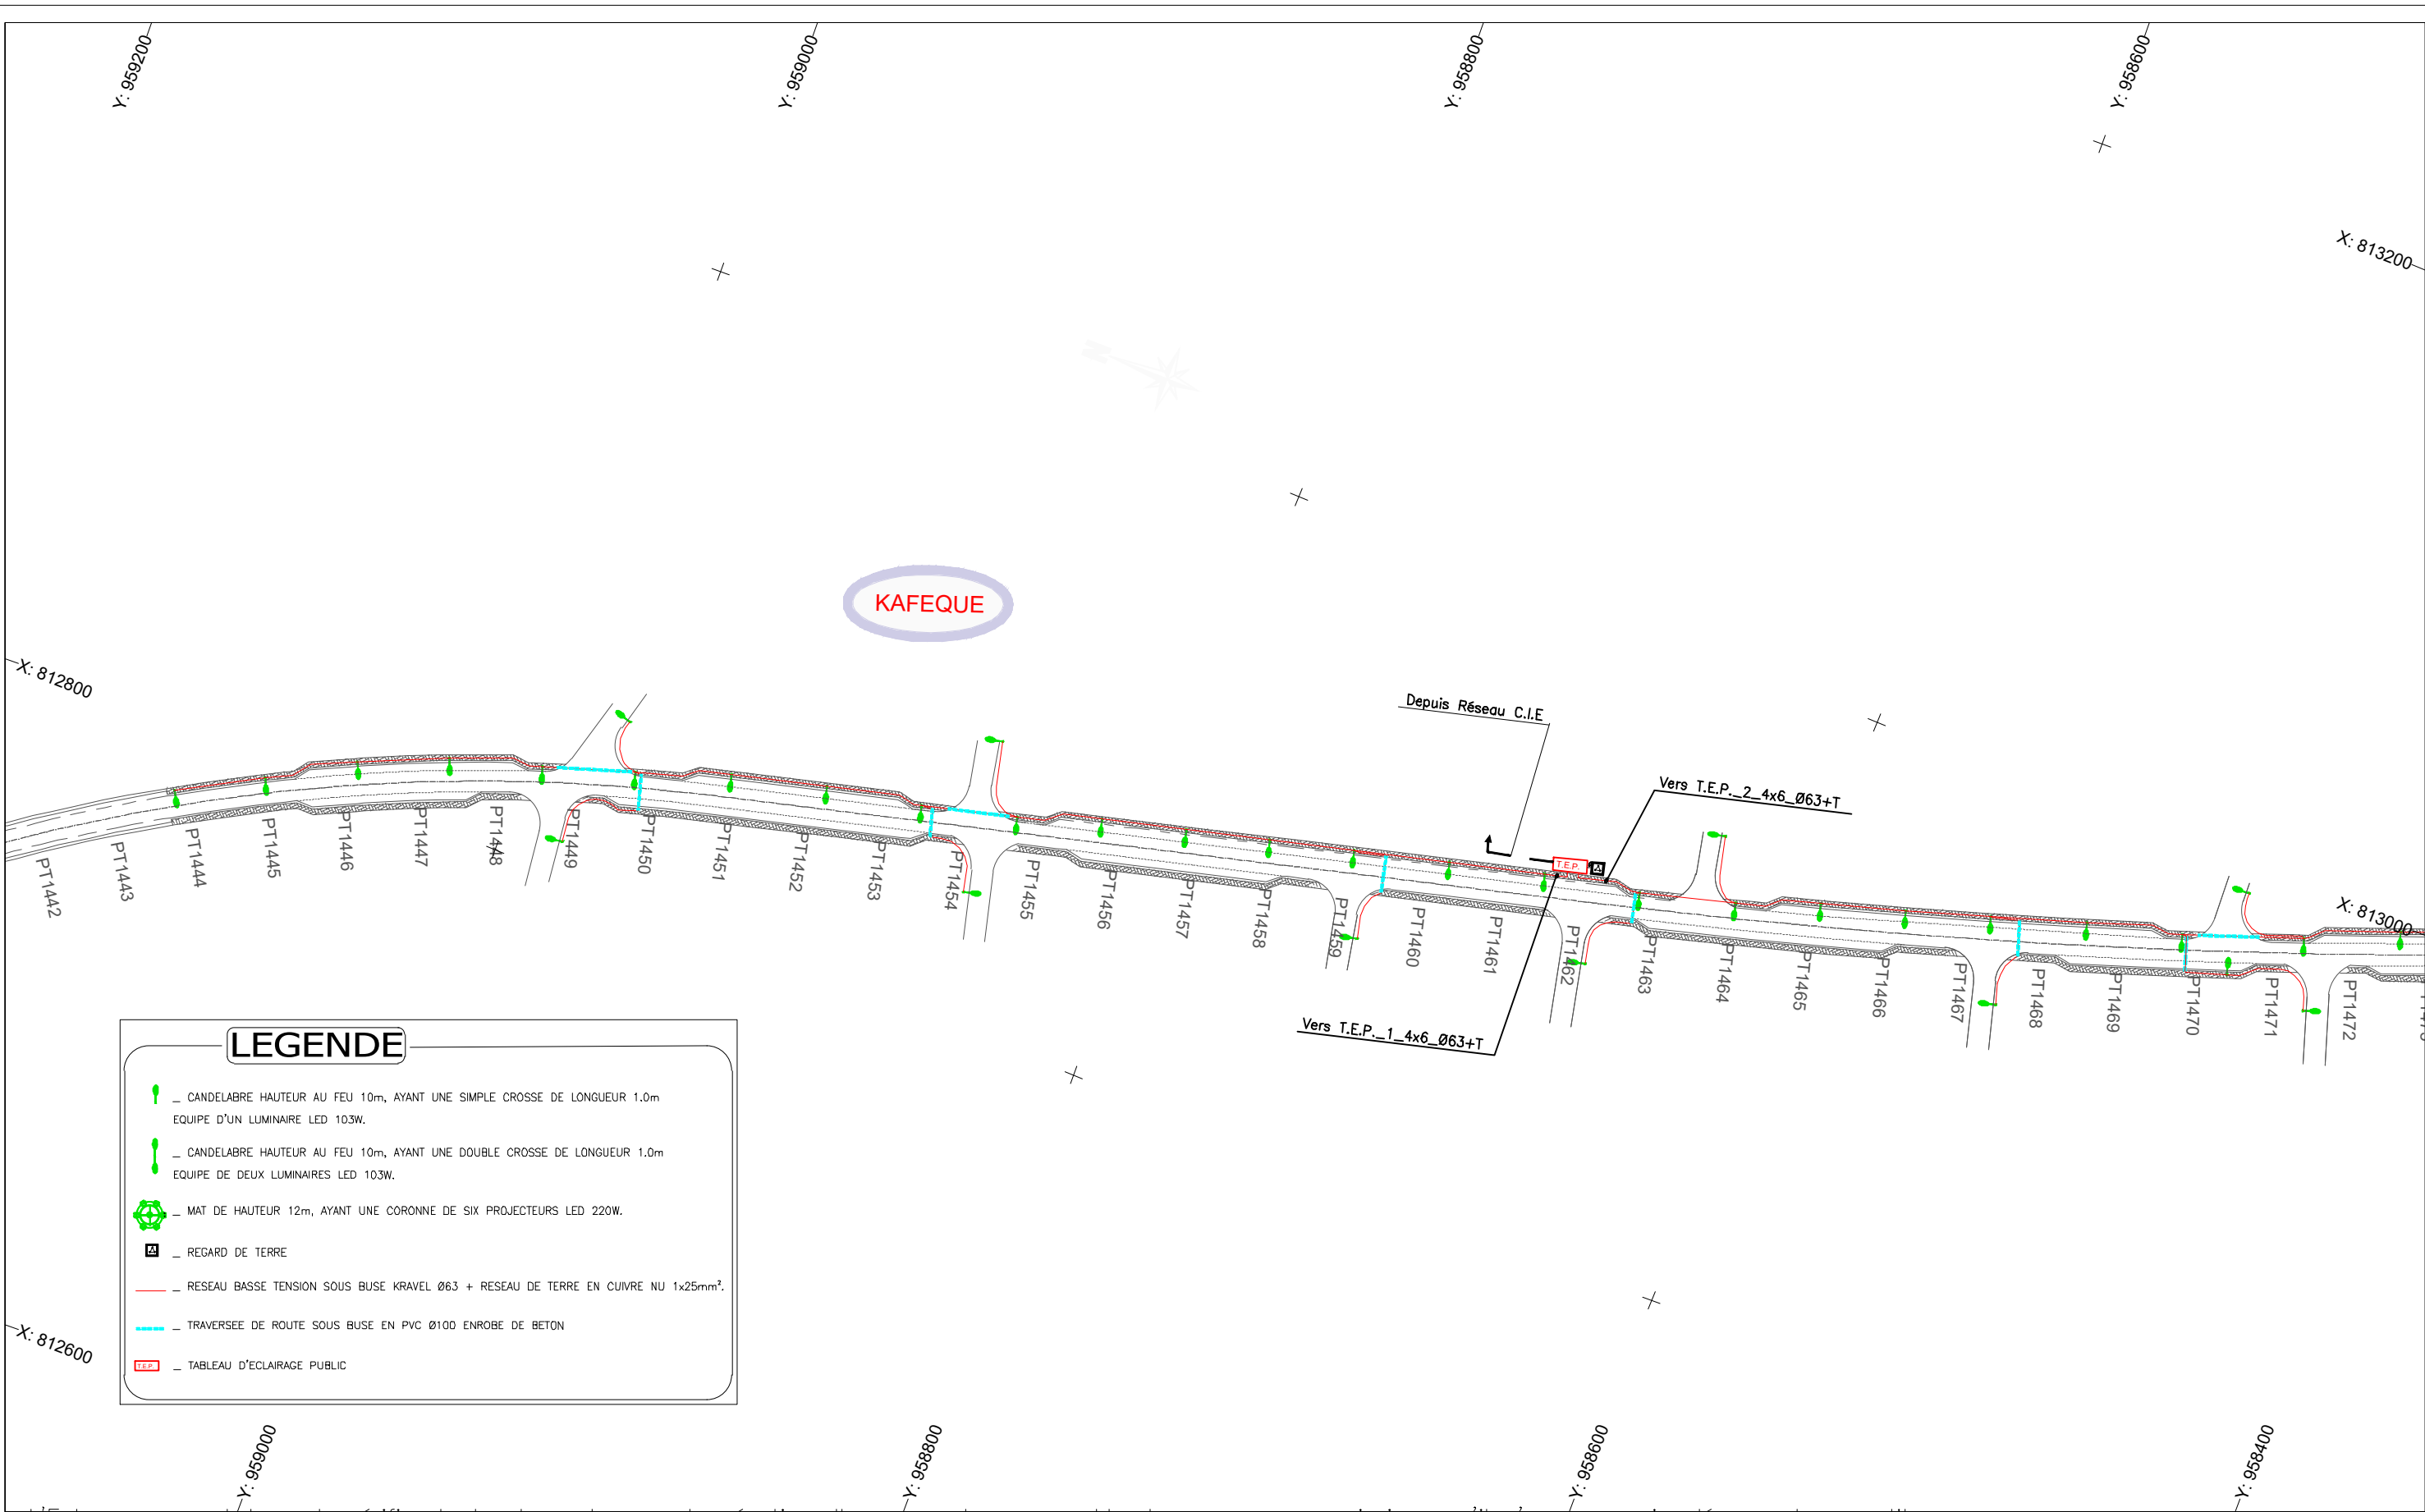 Y: 959200
Y: 959000
Y: 958800
Y: 958600
X: 813200
N
KAFEQUE
X: 812800
Depuis Réseau C.I.E
Vers T.E.P._2_4x6_Ø63+T
T.E.P.
X: 813000
PT1442
PT1443
PT1444
PT1445
PT1446
PT1447
PT1448
PT1449
PT1450
PT1451
PT1452
PT1453
PT1454
PT1455
PT1456
PT1457
PT1458
PT1459
PT1460
PT1461
PT1462
PT1463
PT1464
PT1465
PT1466
PT1467
PT1468
PT1469
PT1470
PT1471
PT1472
Vers T.E.P._1_4x6_Ø63+T
LEGENDE
_ CANDELABRE HAUTEUR AU FEU 10m, AYANT UNE SIMPLE CROSSE DE LONGUEUR 1.0m
EQUIPE D'UN LUMINAIRE LED 103W.
_ CANDELABRE HAUTEUR AU FEU 10m, AYANT UNE DOUBLE CROSSE DE LONGUEUR 1.0m
EQUIPE DE DEUX LUMINAIRES LED 103W.
_ MAT DE HAUTEUR 12m, AYANT UNE CORONNE DE SIX PROJECTEURS LED 220W.
_ REGARD DE TERRE
_ RESEAU BASSE TENSION SOUS BUSE KRAVEL Ø63 + RESEAU DE TERRE EN CUIVRE NU 1x25mm².
_ TRAVERSEE DE ROUTE SOUS BUSE EN PVC Ø100 ENROBE DE BETON
T.E.P. _ TABLEAU D'ECLAIRAGE PUBLIC
X: 812600
Y: 959000
Y: 958800
Y: 958600
Y: 958400